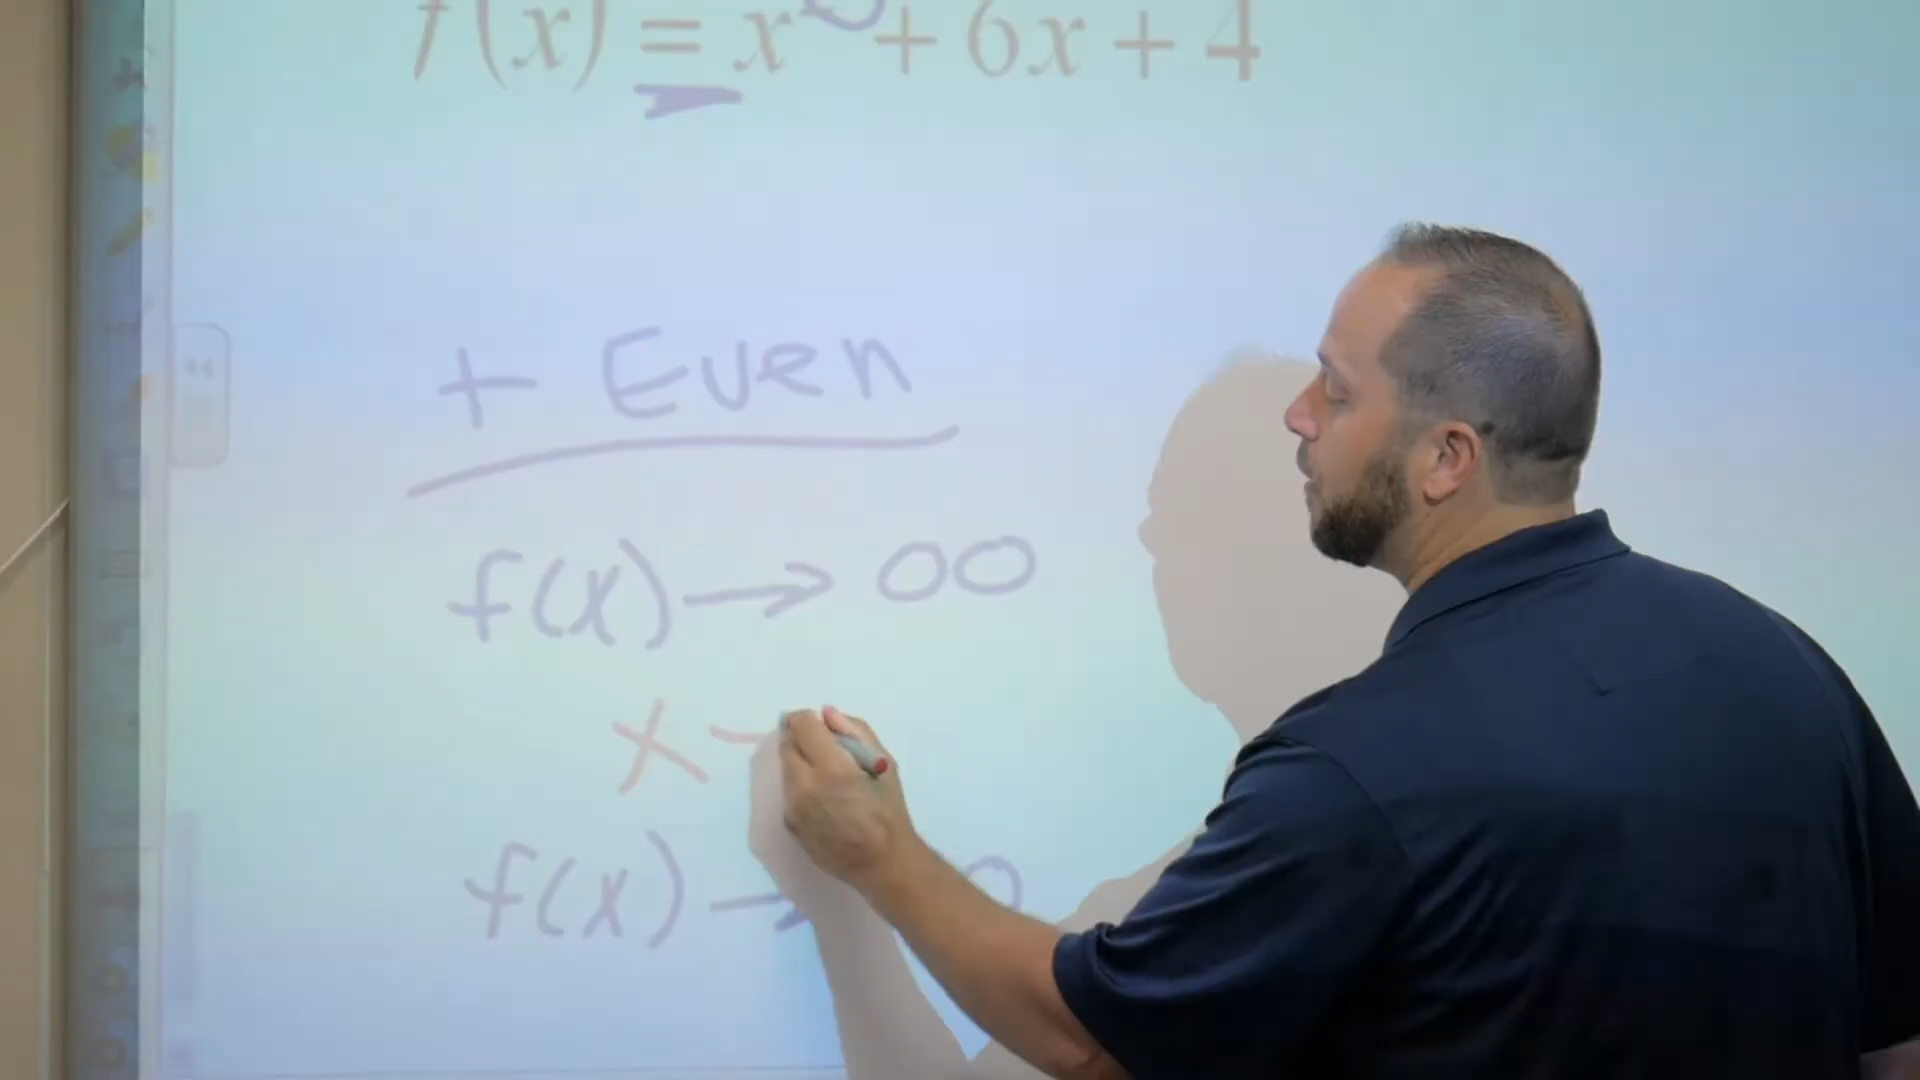 f(x) = x + 6x + 4
+ Even
f(x) → ∞
x
f(x) →